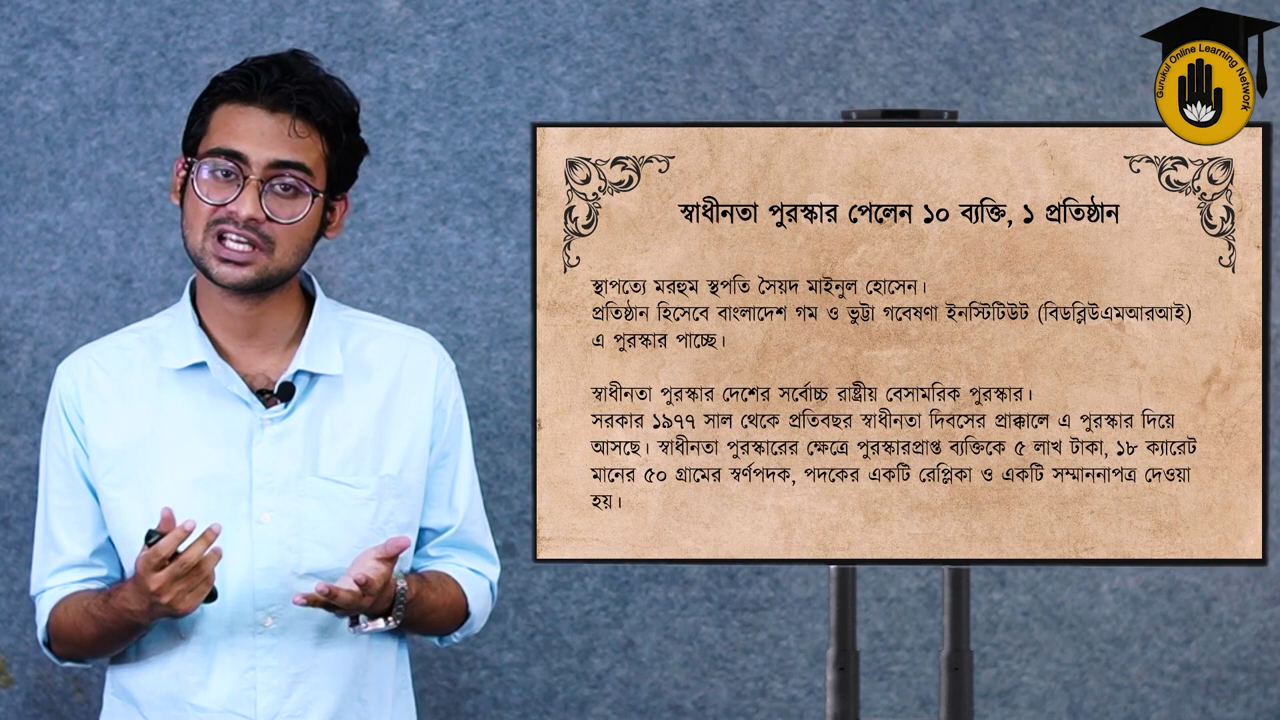 Gurukul Online Learning Network
স্বাধীনতা পুরস্কার পেলেন ১০ ব্যক্তি, ১ প্রতিষ্ঠান
স্থাপত্যে মরহুম স্থপতি সৈয়দ মাইনুল হোসেন।
প্রতিষ্ঠান হিসেবে বাংলাদেশ গম ও ভুট্টা গবেষণা ইনস্টিটিউট (বিডব্লিউএমআরআই)
এ পুরস্কার পাচ্ছে।
স্বাধীনতা পুরস্কার দেশের সর্বোচ্চ রাষ্ট্রীয় বেসামরিক পুরস্কার।
সরকার ১৯৭৭ সাল থেকে প্রতিবছর স্বাধীনতা দিবসের প্রাক্কালে এ পুরস্কার দিয়ে
আসছে। স্বাধীনতা পুরস্কারের ক্ষেত্রে পুরস্কারপ্রাপ্ত ব্যক্তিকে ৫ লাখ টাকা, ১৮ ক্যারেট
মানের ৫০ গ্রামের স্বর্ণপদক, পদকের একটি রেপ্লিকা ও একটি সম্মাননাপত্র দেওয়া
হয়।